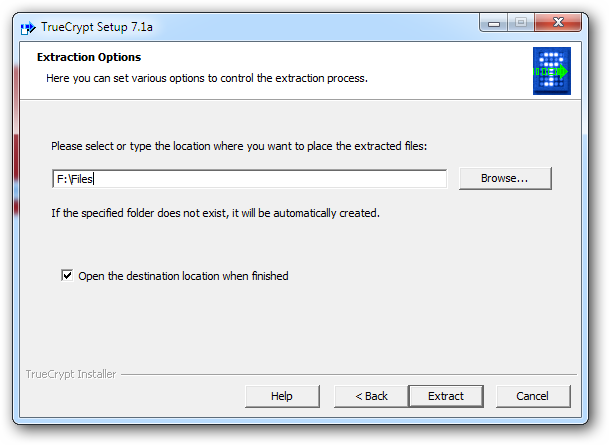 TrueCrypt Setup 7.1a
Extraction Options
Here you can set various options to control the extraction process.
Please select or type the location where you want to place the extracted files:
F:\Files
Browse...
If the specified folder does not exist, it will be automatically created.
Open the destination location when finished
TrueCrypt Installer
Help
< Back
Extract
Cancel